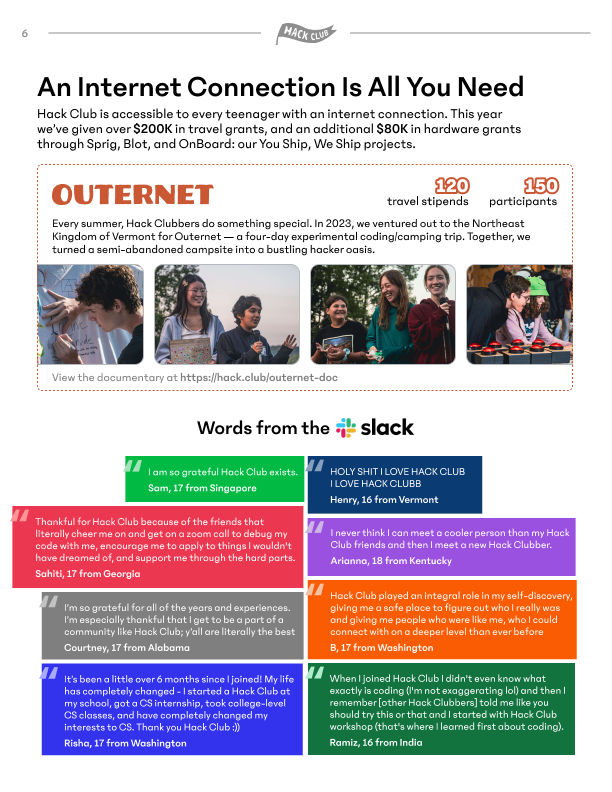 6
HACK CLUB
An Internet Connection Is All You Need
Hack Club is accessible to every teenager with an internet connection. This year
we've given over $200K in travel grants, and an additional $80K in hardware grants
through Sprig, Blot, and OnBoard: our You Ship, We Ship projects.
OUTERNET
120
travel stipends
150
participants
Every summer, Hack Clubbers do something special. In 2023, we ventured out to the Northeast
Kingdom of Vermont for Outernet — a four-day experimental coding/camping trip. Together, we
turned a semi-abandoned campsite into a bustling hacker oasis.
View the documentary at https://hack.club/outernet-doc
Words from the slack
I am so grateful Hack Club exists.
Sam, 17 from Singapore
HOLY SHIT I LOVE HACK CLUB
I LOVE HACK CLUBB
Henry, 16 from Vermont
Thankful for Hack Club because of the friends that
literally cheer me on and get on a zoom call to debug my
code with me, encourage me to apply to things I wouldn't
have dreamed of, and support me through the hard parts.
Sahiti, 17 from Georgia
I never think I can meet a cooler person than my Hack
Club friends and then I meet a new Hack Clubber.
Arianna, 18 from Kentucky
I'm so grateful for all of the years and experiences.
I'm especially thankful that I get to be a part of a
community like Hack Club; y'all are literally the best
Courtney, 17 from Alabama
Hack Club played an integral role in my self-discovery,
giving me a safe place to figure out who I really was
and giving me people who were like me, who I could
connect with on a deeper level than ever before
B, 17 from Washington
It's been a little over 6 months since I joined! My life
has completely changed - I started a Hack Club at
my school, got a CS internship, took college-level
CS classes, and have completely changed my
interests to CS. Thank you Hack Club :))
Risha, 17 from Washington
When I joined Hack Club I didn't even know what
exactly is coding (I'm not exaggerating lol) and then I
remember [other Hack Clubbers] told me like you
should try this or that and I started with Hack Club
workshop (that's where I learned first about coding).
Ramiz, 16 from India